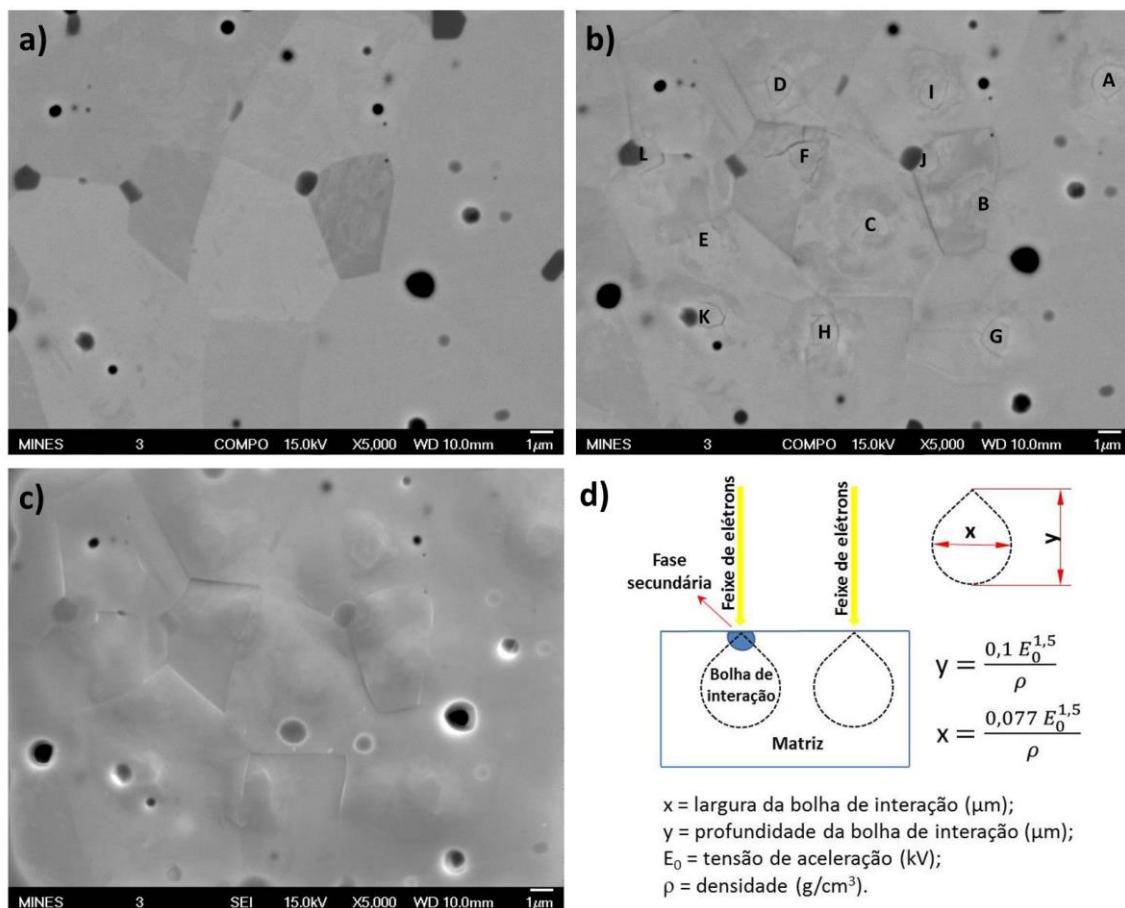 a)
MINES 3 COMPO 15.0kV X5,000 WD 10.0mm 1µm
b)
D
I
A
L
F
J
B
C
E
K
H
G
MINES 3 COMPO 15.0kV X5,000 WD 10.0mm 1µm
c)
MINES 3 SEI 15.0kV X5,000 WD 10.0mm 1µm
d)
Feixe de elétrons
Feixe de elétrons
Fase
secundária
Bolha de
interação
Matriz
x
y
y = 0,1 E₀^1,5 / ρ
x = 0,077 E₀^1,5 / ρ
x = largura da bolha de interação (µm);
y = profundidade da bolha de interação (µm);
E₀ = tensão de aceleração (kV);
ρ = densidade (g/cm³).